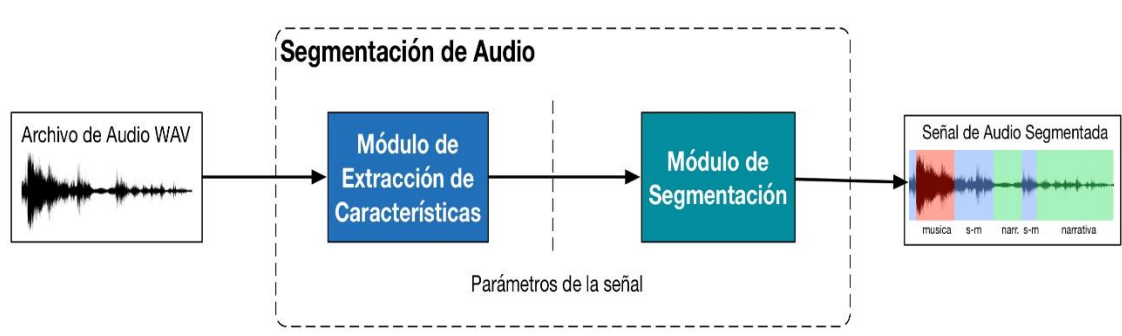 Segmentación de Audio
Archivo de Audio WAV
Módulo de
Extracción de
Características
Módulo de
Segmentación
Parámetros de la señal
Señal de Audio Segmentada
musica s-m narr. s-m narrativa